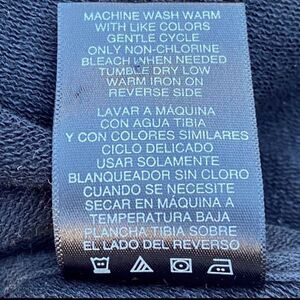 MACHINE WASH WARM
WITH LIKE COLORS
GENTLE CYCLE
ONLY NON-CHLORINE
BLEACH WHEN NEEDED
TUMBLE DRY LOW
WARM IRON ON
REVERSE SIDE
LAVAR A MÁQUINA
CON AGUA TIBIA
Y CON COLORES SIMILARES
CICLO DELICADO
USAR SOLAMENTE
BLANQUEADOR SIN CLORO
CUANDO SE NECESITE
SECAR EN MÁQUINA A
TEMPERATURA BAJA
PLANCHA TIBIA SOBRE
EL LADO DEL REVERSO